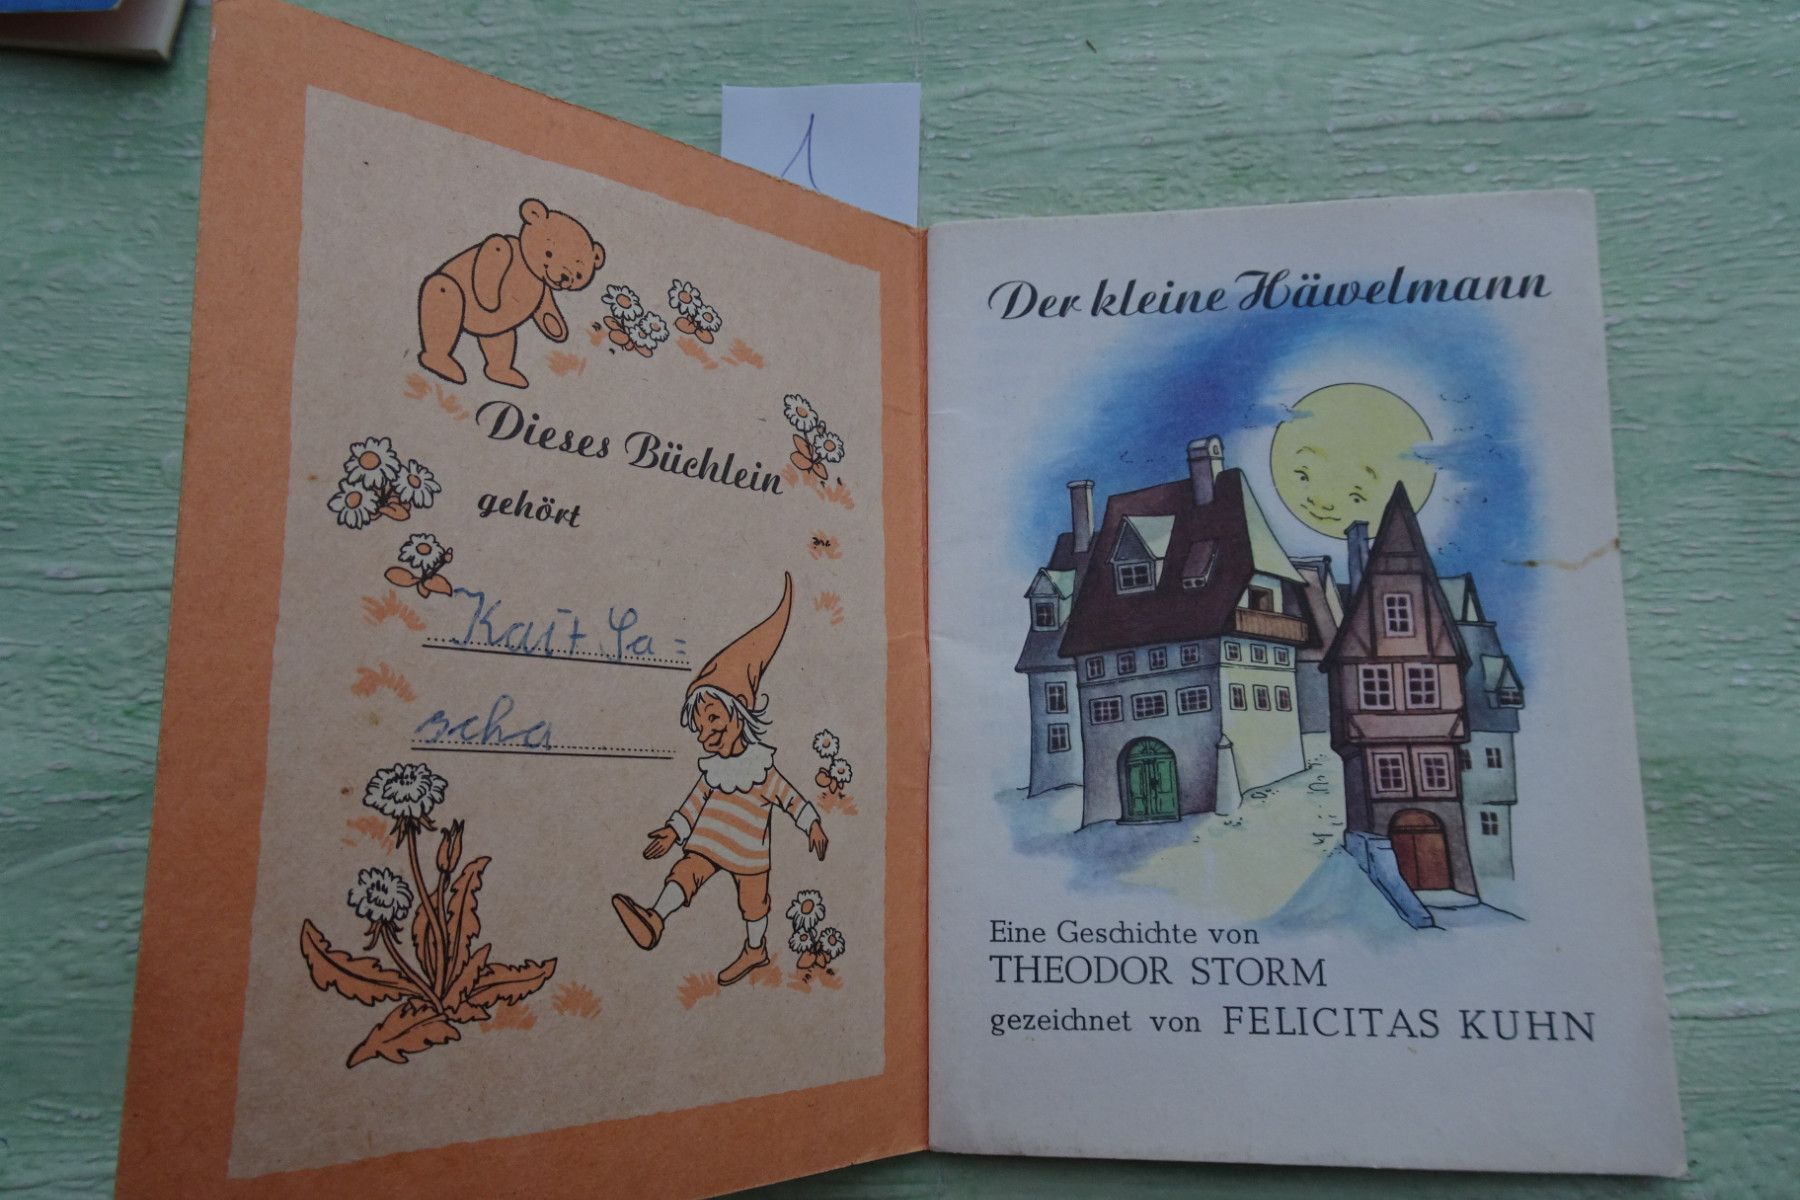 1
Dieses Büchlein
gehört
Kai + Sa=
scha
Der kleine Häwelmann
Eine Geschichte von
THEODOR STORM
gezeichnet von FELICITAS KUHN